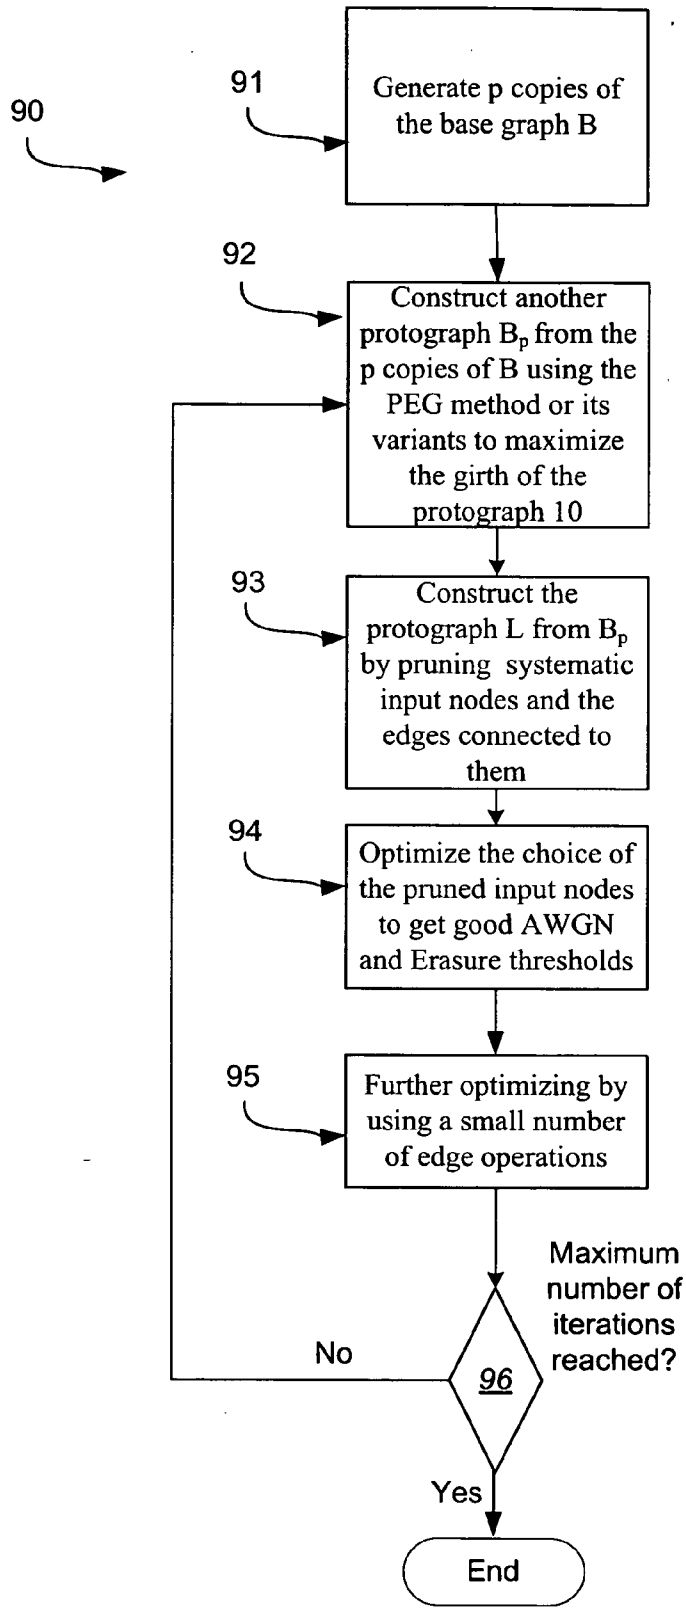 90
91
Generate p copies of
the base graph B
92
Construct another
protograph Bp from the
p copies of B using the
PEG method or its
variants to maximize
the girth of the
protograph 10
93
Construct the
protograph L from Bp
by pruning systematic
input nodes and the
edges connected to
them
94
Optimize the choice of
the pruned input nodes
to get good AWGN
and Erasure thresholds
95
Further optimizing by
using a small number
of edge operations
Maximum
number of
iterations
reached?
No
96
Yes
End